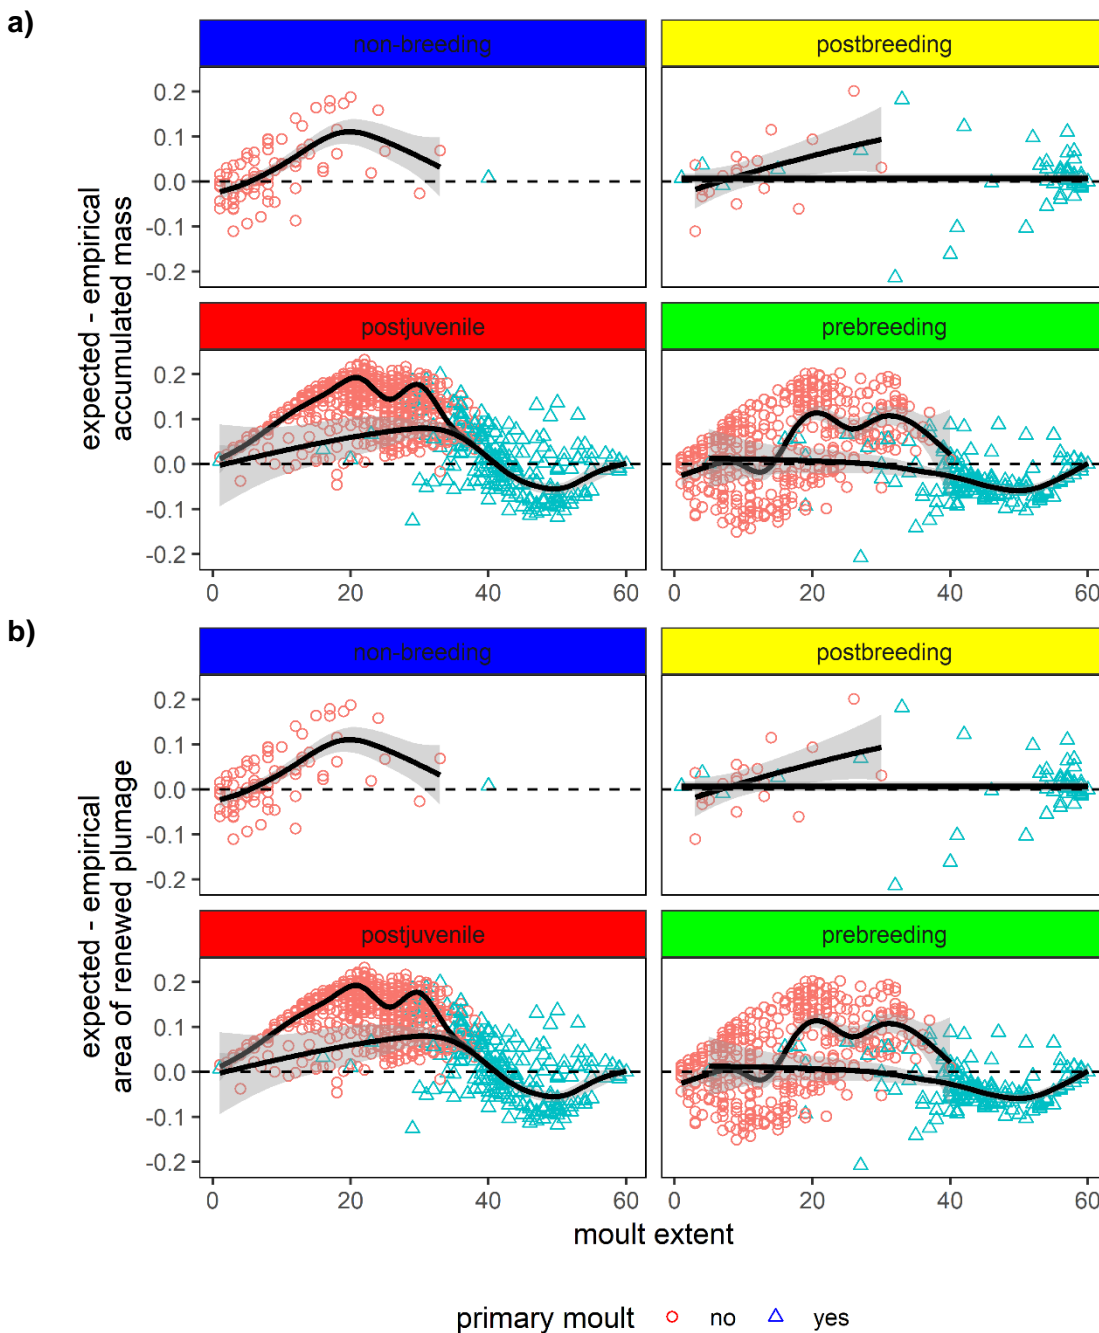 a)
non-breeding postbreeding
0.2
0.1
0.0
-0.1
-0.2
postjuvenile prebreeding
0.2
0.1
0.0
-0.1
-0.2
expected - empirical
accumulated mass
0 20 40 60 0 20 40 60
b)
non-breeding postbreeding
0.2
0.1
0.0
-0.1
-0.2
postjuvenile prebreeding
0.2
0.1
0.0
-0.1
-0.2
expected - empirical
area of renewed plumage
0 20 40 60 0 20 40 60
moult extent
primary moult no yes